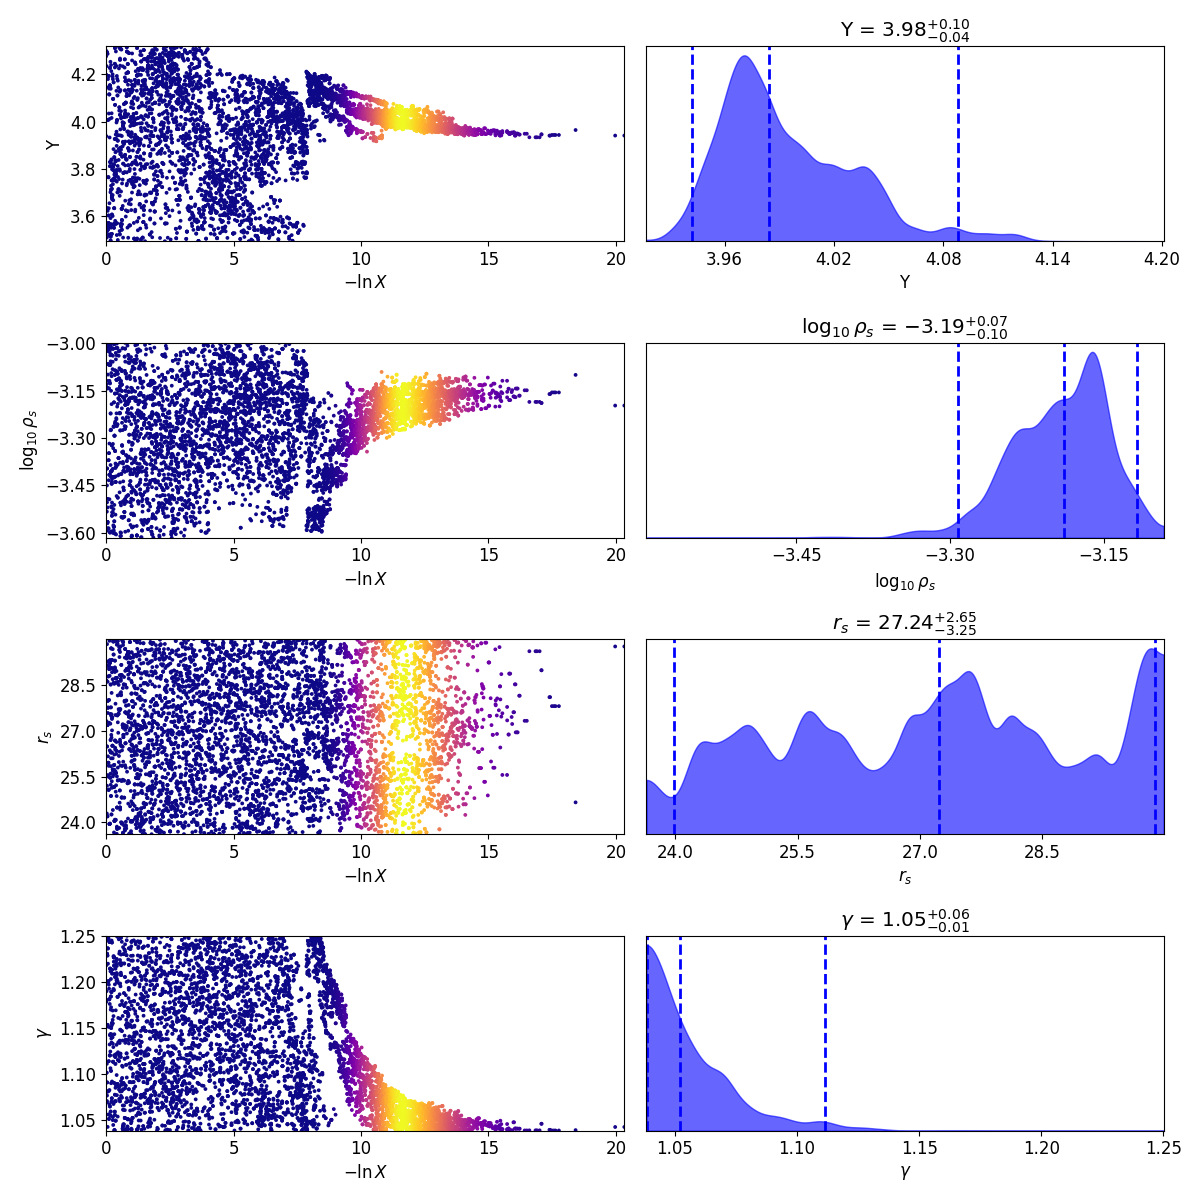 Y = 3.98^{+0.10}_{-0.04}
4.2
4.0
3.8
3.6
Y
0 5 10 15 20
−ln X
3.96 4.02 4.08 4.14 4.20
Y
log₁₀ ρₛ = −3.19^{+0.07}_{-0.10}
−3.00
−3.15
−3.30
−3.45
−3.60
log₁₀ ρₛ
0 5 10 15 20
−ln X
−3.45 −3.30 −3.15
log₁₀ ρₛ
rₛ = 27.24^{+2.65}_{-3.25}
28.5
27.0
25.5
24.0
rₛ
0 5 10 15 20
−ln X
24.0 25.5 27.0 28.5
rₛ
γ = 1.05^{+0.06}_{-0.01}
1.25
1.20
1.15
1.10
1.05
γ
0 5 10 15 20
−ln X
1.05 1.10 1.15 1.20 1.25
γ